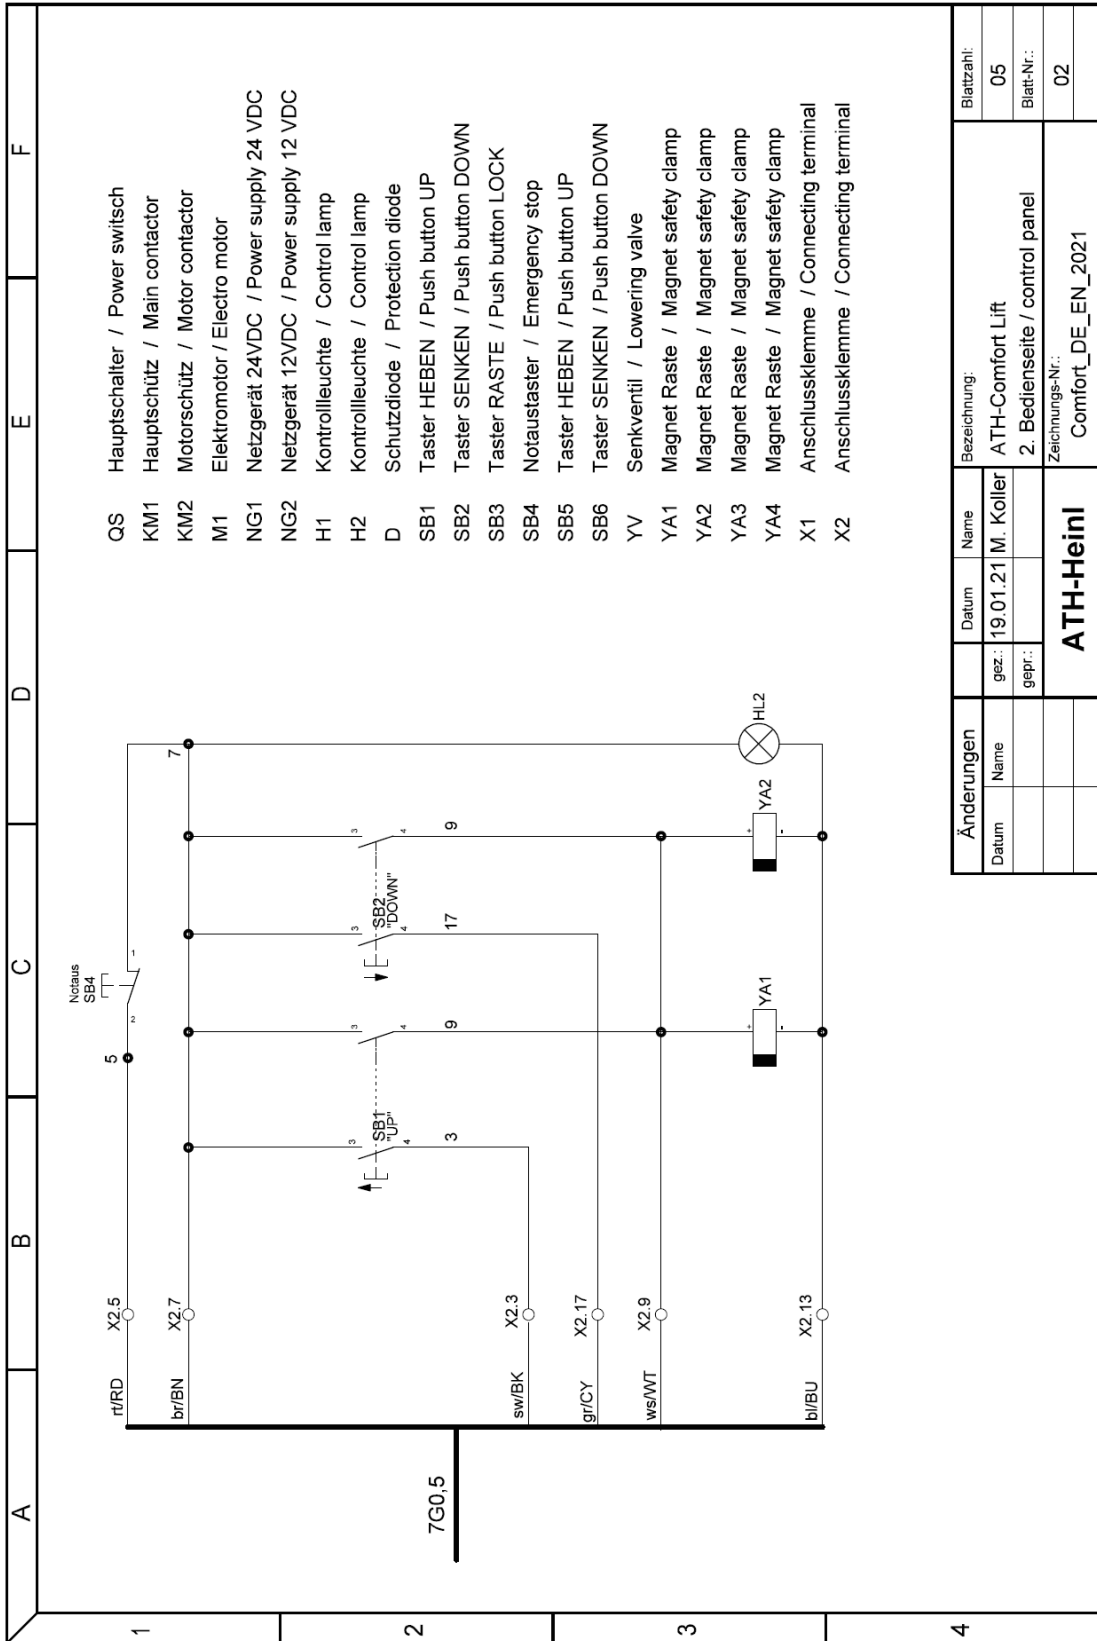 A
B
C
D
E
F
1
2
3
4
7G0,5
rt/RD
X2.5
5
Notaus
SB4
2
1
br/BN
X2.7
7
3
3
3
3
SB1
"UP"
SB2
"DOWN"
4
4
4
4
3
9
17
9
sw/BK
X2.3
gr/CY
X2.17
ws/WT
X2.9
+
-
YA1
+
-
YA2
HL2
bl/BU
X2.13
QS Hauptschalter / Power switsch
KM1 Hauptschütz / Main contactor
KM2 Motorschütz / Motor contactor
M1 Elektromotor / Electro motor
NG1 Netzgerät 24VDC / Power supply 24 VDC
NG2 Netzgerät 12VDC / Power supply 12 VDC
H1 Kontrollleuchte / Control lamp
H2 Kontrollleuchte / Control lamp
D Schutzdiode / Protection diode
SB1 Taster HEBEN / Push button UP
SB2 Taster SENKEN / Push button DOWN
SB3 Taster RASTE / Push button LOCK
SB4 Notaustaster / Emergency stop
SB5 Taster HEBEN / Push button UP
SB6 Taster SENKEN / Push button DOWN
YV Senkventil / Lowering valve
YA1 Magnet Raste / Magnet safety clamp
YA2 Magnet Raste / Magnet safety clamp
YA3 Magnet Raste / Magnet safety clamp
YA4 Magnet Raste / Magnet safety clamp
X1 Anschlussklemme / Connecting terminal
X2 Anschlussklemme / Connecting terminal
Änderungen
Datum Name
Datum Name
gez.: 19.01.21 M. Koller
gepr.:
ATH-Heinl
Bezeichnung:
ATH-Comfort Lift
2. Bedienseite / control panel
Zeichnungs-Nr.:
Comfort_DE_EN_2021
Blattzahl:
05
Blatt-Nr.:
02